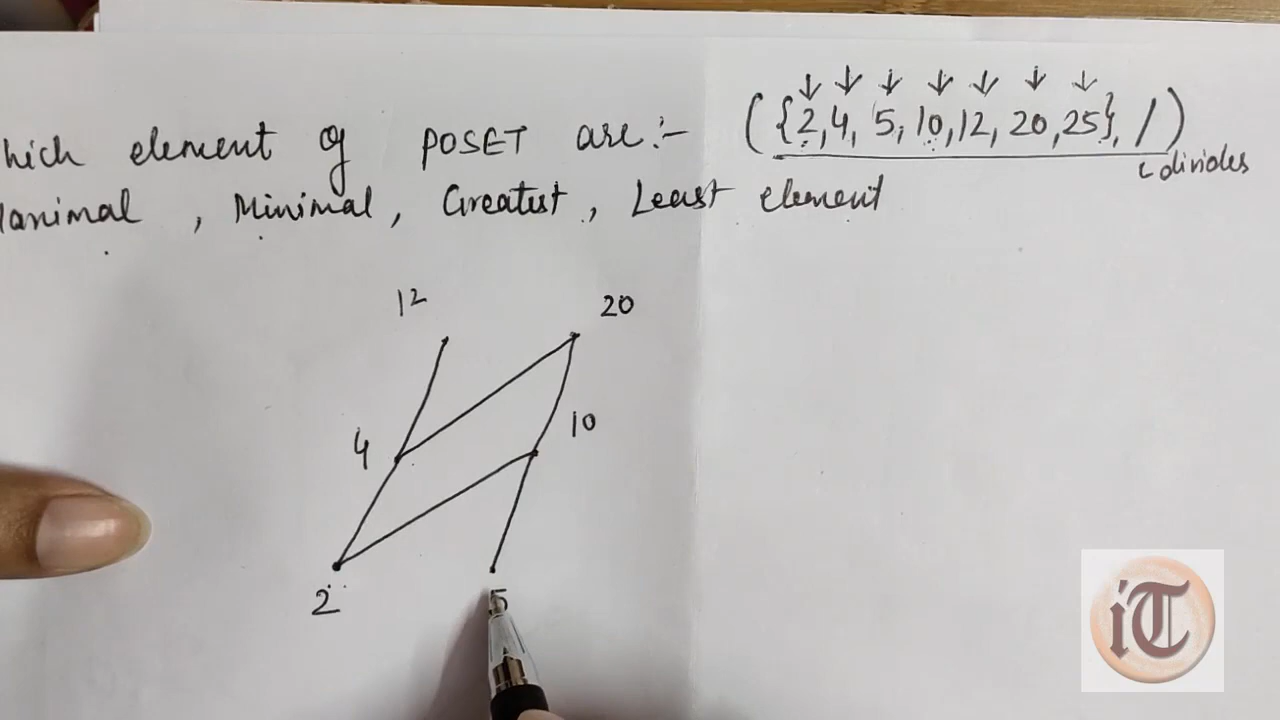 hich element of POSET are:- ({2,4, 5, 10, 12, 20, 25}, /)
divides
animal , Minimal, Greatest, Least element
12
20
4
10
2
5
iT